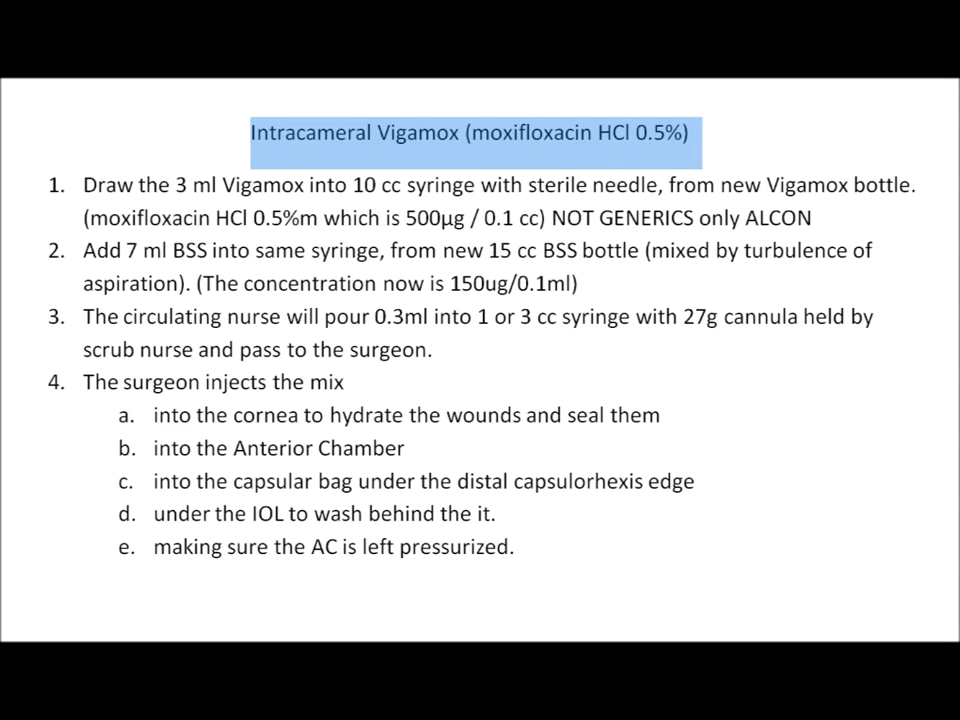 Intracameral Vigamox (moxifloxacin HCl 0.5%)
1. Draw the 3 ml Vigamox into 10 cc syringe with sterile needle, from new Vigamox bottle.
(moxifloxacin HCl 0.5%m which is 500µg / 0.1 cc) NOT GENERICS only ALCON
2. Add 7 ml BSS into same syringe, from new 15 cc BSS bottle (mixed by turbulence of
aspiration). (The concentration now is 150ug/0.1ml)
3. The circulating nurse will pour 0.3ml into 1 or 3 cc syringe with 27g cannula held by
scrub nurse and pass to the surgeon.
4. The surgeon injects the mix
a. into the cornea to hydrate the wounds and seal them
b. into the Anterior Chamber
c. into the capsular bag under the distal capsulorhexis edge
d. under the IOL to wash behind the it.
e. making sure the AC is left pressurized.